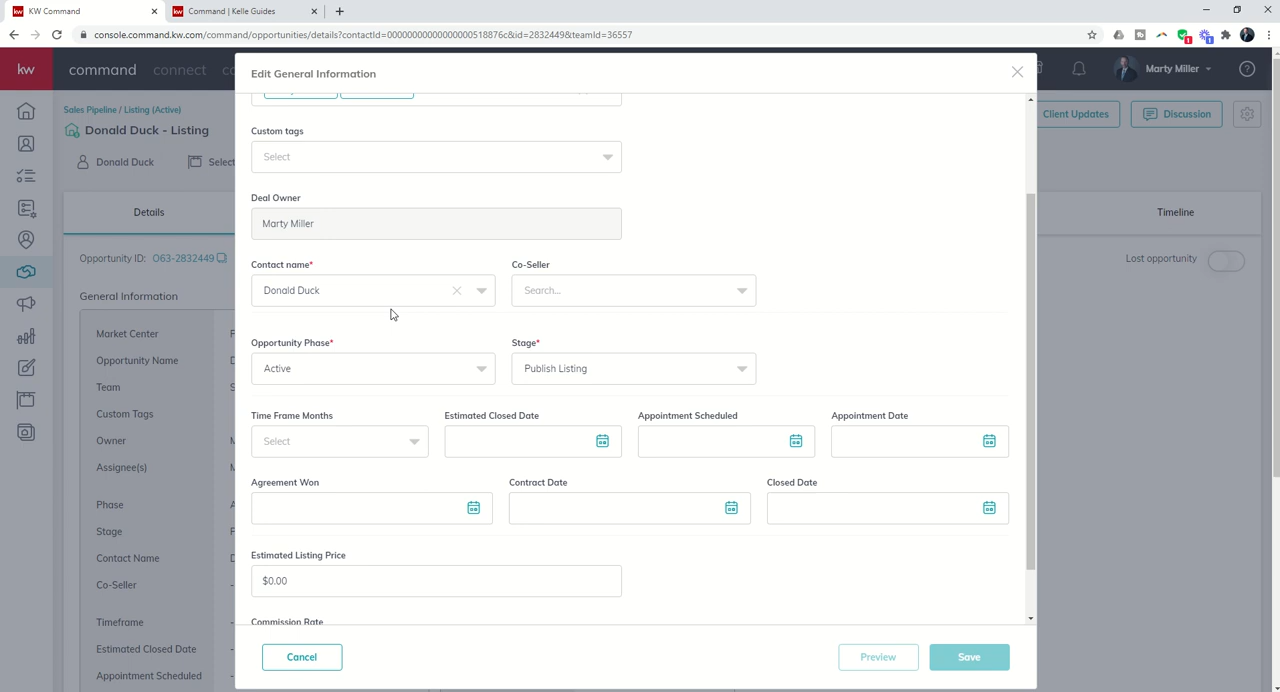 kw KW Command
kw Command | Kelle Guides
console.command.kw.com/command/opportunities/details?contactId=0000000000000000518876c&id=2832449&teamId=36557
kw command connect
Marty Miller
Edit General Information
Sales Pipeline / Listing (Active)
Donald Duck - Listing
Client Updates
Discussion
Donald Duck
Select
Custom tags
Select
Deal Owner
Marty Miller
Details
Timeline
Opportunity ID: O63-2832449
Lost opportunity
General Information
Contact name*
Co-Seller
Donald Duck
Search...
Market Center
Opportunity Name
Team
Custom Tags
Owner
Assignee(s)
Phase
Stage
Contact Name
Co-Seller
Timeframe
Estimated Closed Date
Appointment Scheduled
Opportunity Phase*
Stage*
Active
Publish Listing
Time Frame Months
Estimated Closed Date
Appointment Scheduled
Appointment Date
Select
Agreement Won
Contract Date
Closed Date
Estimated Listing Price
$0.00
Commission Rate
Cancel
Preview
Save